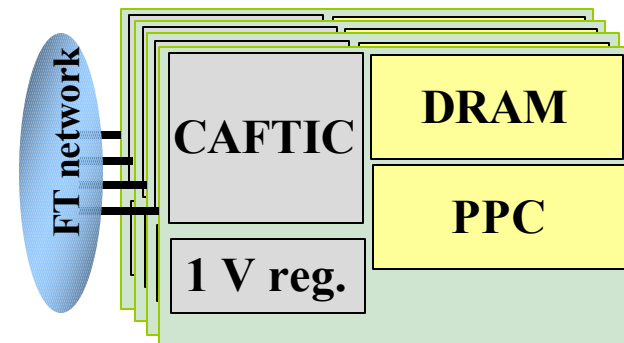 FT network
CAFTIC
DRAM
PPC
1 V reg.